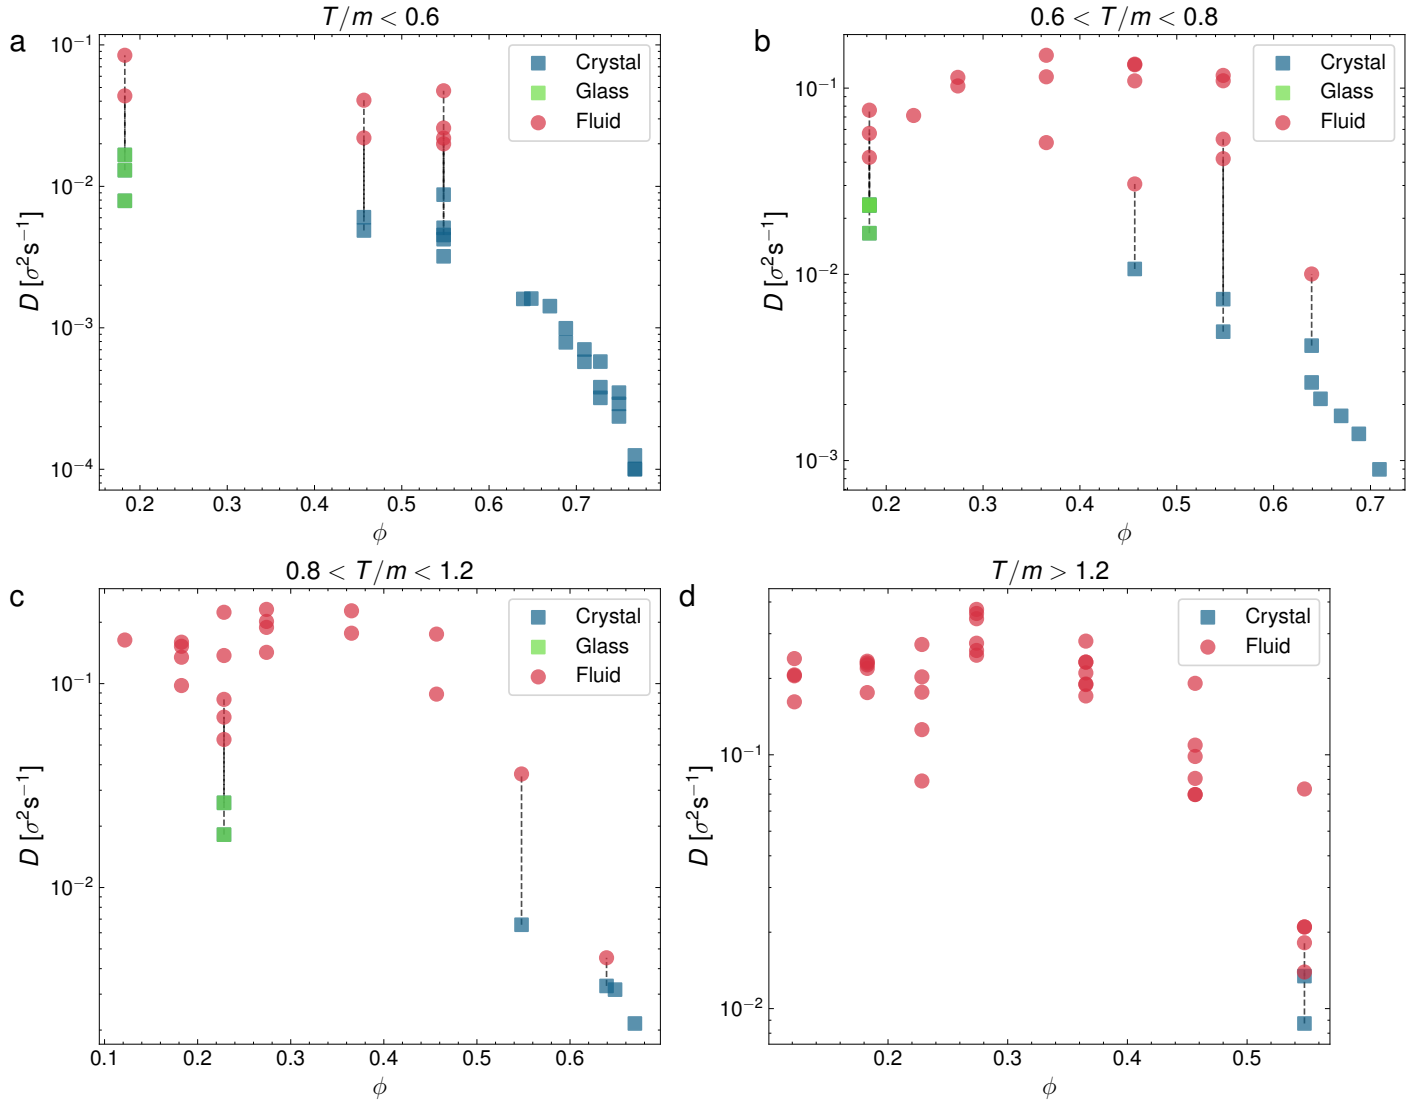 a
T/m < 0.6
10⁻¹
10⁻²
10⁻³
10⁻⁴
D [σ²s⁻¹]
Crystal
Glass
Fluid
0.2 0.3 0.4 0.5 0.6 0.7
ϕ
b
0.6 < T/m < 0.8
10⁻¹
10⁻²
10⁻³
D [σ²s⁻¹]
Crystal
Glass
Fluid
0.2 0.3 0.4 0.5 0.6 0.7
ϕ
c
0.8 < T/m < 1.2
10⁻¹
10⁻²
D [σ²s⁻¹]
Crystal
Glass
Fluid
0.1 0.2 0.3 0.4 0.5 0.6
ϕ
d
T/m > 1.2
10⁻¹
10⁻²
D [σ²s⁻¹]
Crystal
Fluid
0.2 0.3 0.4 0.5
ϕ